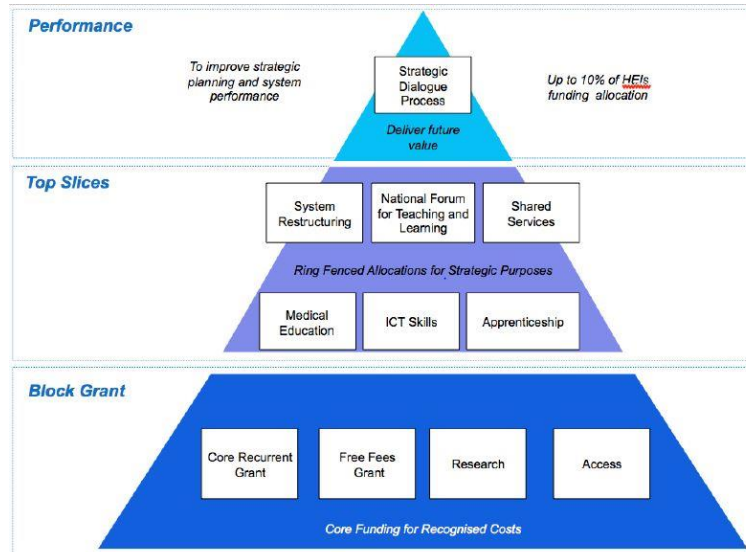 Performance
To improve strategic
planning and system
performance
Strategic
Dialogue
Process
Up to 10% of HEIs
funding allocation
Deliver future
value
Top Slices
System
Restructuring
National Forum
for Teaching and
Learning
Shared
Services
Ring Fenced Allocations for Strategic Purposes
Medical
Education
ICT Skills
Apprenticeship
Block Grant
Core Recurrent
Grant
Free Fees
Grant
Research
Access
Core Funding for Recognised Costs